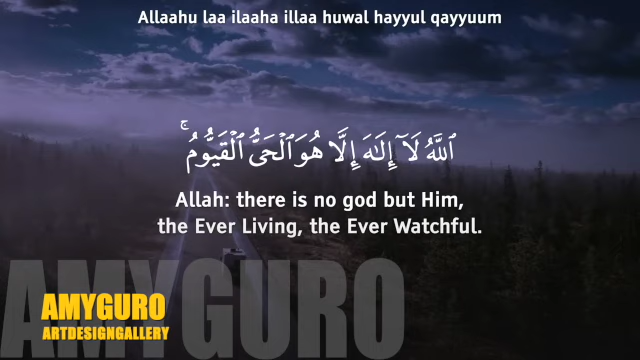 Allaahu laa ilaaha illaa huwal hayyul qayyuum
ٱللَّهُ لَآ إِلَـٰهَ إِلَّا هُوَ ٱلْحَىُّ ٱلْقَيُّومُ ۚ
Allah: there is no god but Him,
the Ever Living, the Ever Watchful.
AMYGURO
AMYGURO
ARTDESIGNGALLERY